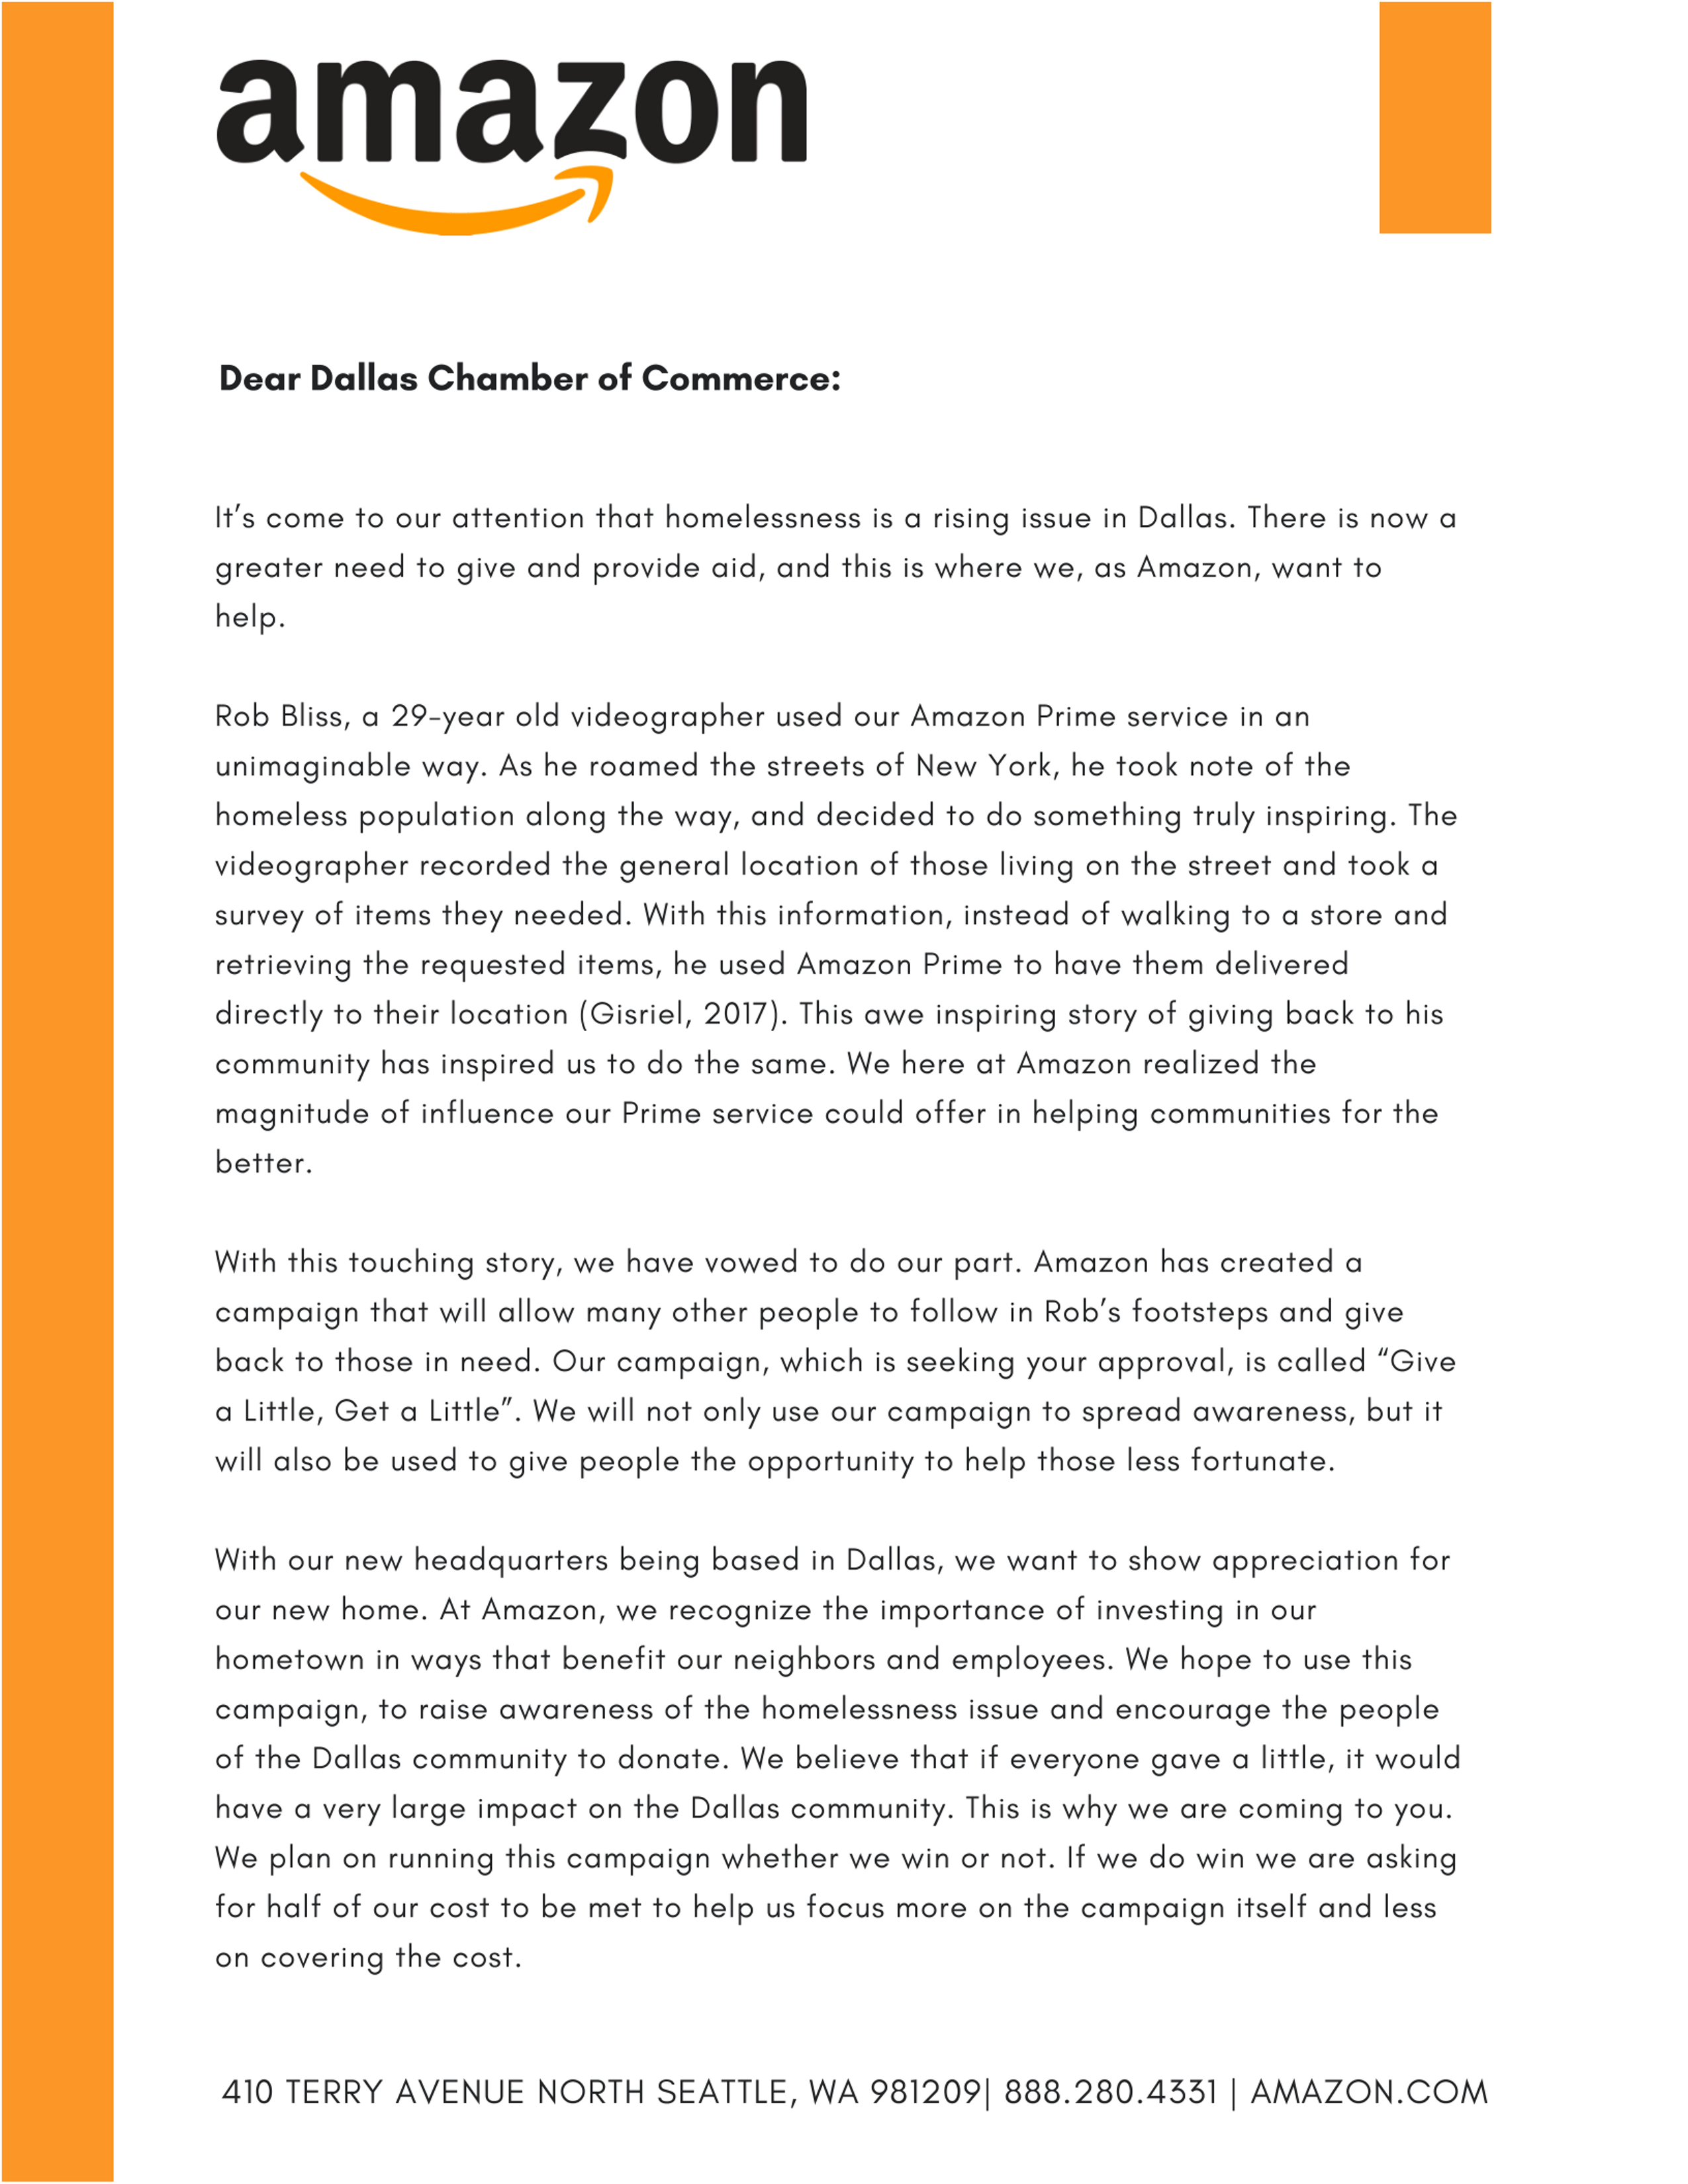 amazon
Dear Dallas Chamber of Commerce:
It’s come to our attention that homelessness is a rising issue in Dallas. There is now a
greater need to give and provide aid, and this is where we, as Amazon, want to
help.
Rob Bliss, a 29-year old videographer used our Amazon Prime service in an
unimaginable way. As he roamed the streets of New York, he took note of the
homeless population along the way, and decided to do something truly inspiring. The
videographer recorded the general location of those living on the street and took a
survey of items they needed. With this information, instead of walking to a store and
retrieving the requested items, he used Amazon Prime to have them delivered
directly to their location (Gisriel, 2017). This awe inspiring story of giving back to his
community has inspired us to do the same. We here at Amazon realized the
magnitude of influence our Prime service could offer in helping communities for the
better.
With this touching story, we have vowed to do our part. Amazon has created a
campaign that will allow many other people to follow in Rob’s footsteps and give
back to those in need. Our campaign, which is seeking your approval, is called “Give
a Little, Get a Little”. We will not only use our campaign to spread awareness, but it
will also be used to give people the opportunity to help those less fortunate.
With our new headquarters being based in Dallas, we want to show appreciation for
our new home. At Amazon, we recognize the importance of investing in our
hometown in ways that benefit our neighbors and employees. We hope to use this
campaign, to raise awareness of the homelessness issue and encourage the people
of the Dallas community to donate. We believe that if everyone gave a little, it would
have a very large impact on the Dallas community. This is why we are coming to you.
We plan on running this campaign whether we win or not. If we do win we are asking
for half of our cost to be met to help us focus more on the campaign itself and less
on covering the cost.
410 TERRY AVENUE NORTH SEATTLE, WA 981209| 888.280.4331 | AMAZON.COM